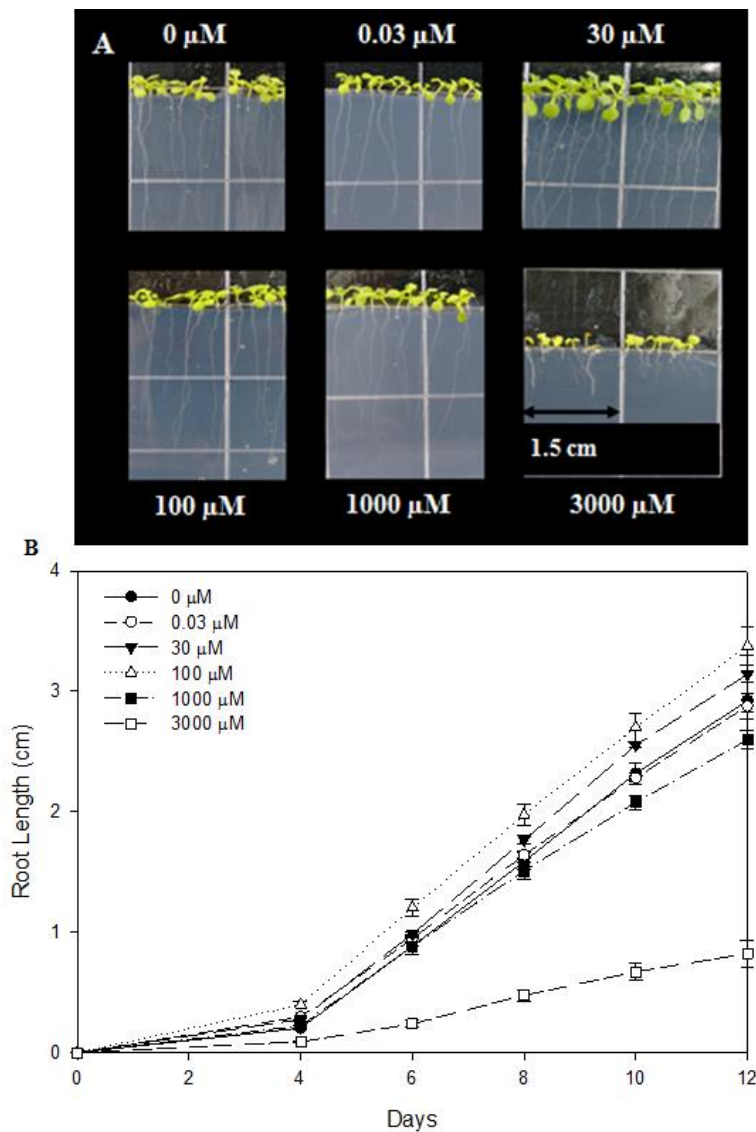 A
0 µM 0.03 µM 30 µM
1.5 cm
100 µM 1000 µM 3000 µM
B
4
3
2
1
0
Root Length (cm)
0 µM
0.03 µM
30 µM
100 µM
1000 µM
3000 µM
0 2 4 6 8 10 12
Days